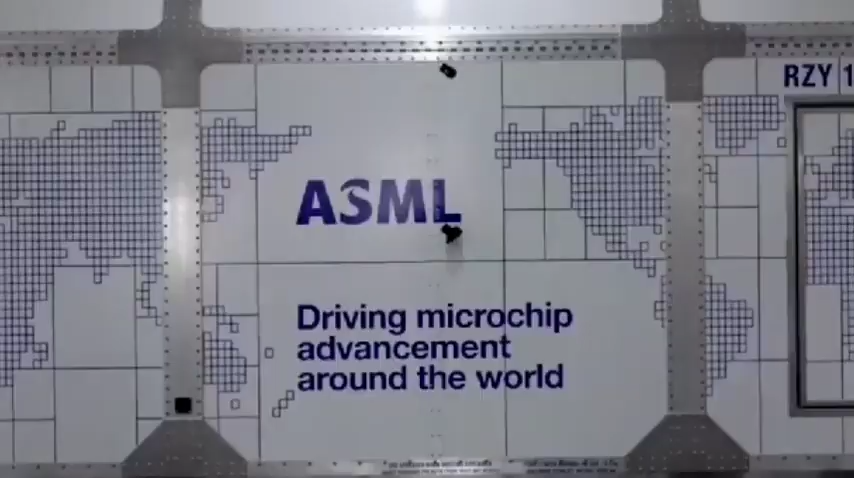 RZY 1
ASML
Driving microchip
advancement
around the world